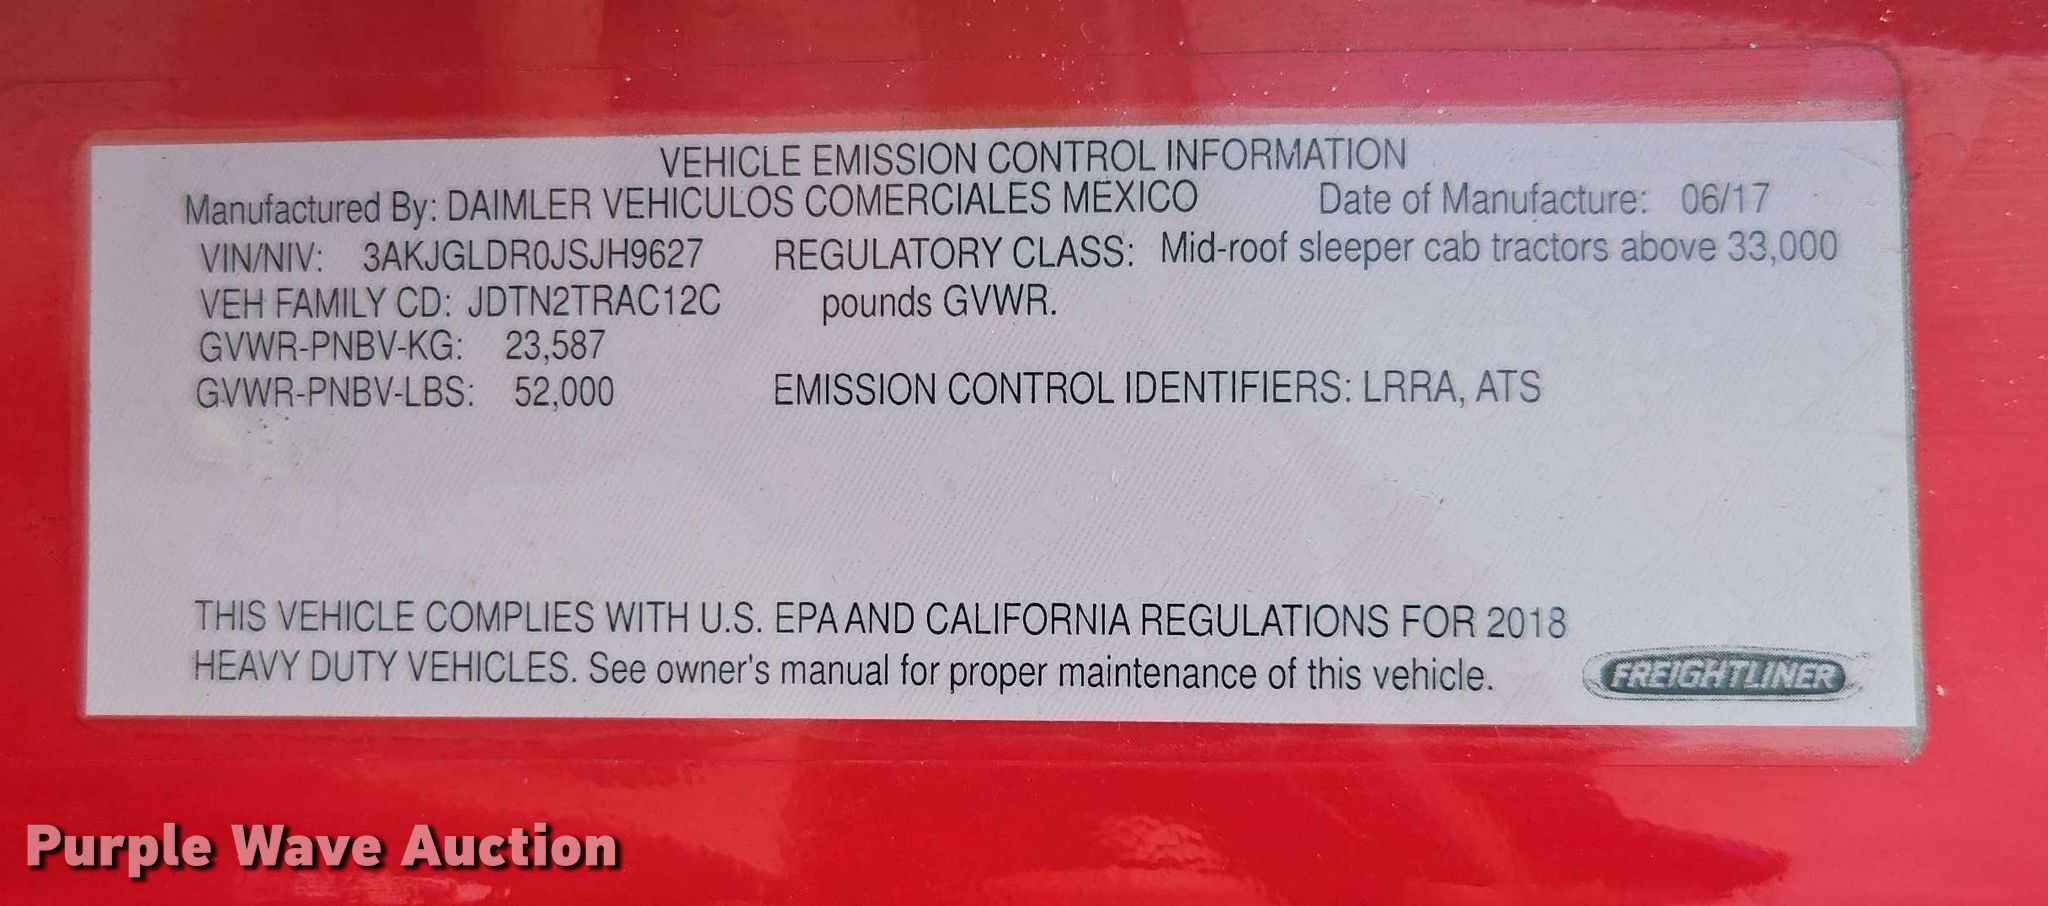 VEHICLE EMISSION CONTROL INFORMATION
Manufactured By: DAIMLER VEHICULOS COMERCIALES MEXICO Date of Manufacture: 06/17
VIN/NIV: 3AKJGLDR0JSJH9627 REGULATORY CLASS: Mid-roof sleeper cab tractors above 33,000
VEH FAMILY CD: JDTN2TRAC12C pounds GVWR.
GVWR-PNBV-KG: 23,587
GVWR-PNBV-LBS: 52,000 EMISSION CONTROL IDENTIFIERS: LRRA, ATS
THIS VEHICLE COMPLIES WITH U.S. EPA AND CALIFORNIA REGULATIONS FOR 2018
HEAVY DUTY VEHICLES. See owner's manual for proper maintenance of this vehicle.
FREIGHTLINER
Purple Wave Auction